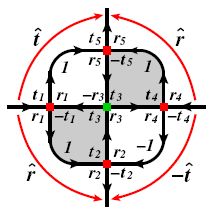 t̂ r̂
t₅ r₅
r₅ -t₅
1 1
t₁ r₁ -r₃ t₃ t₄ r₄
r₁ -t₁ t₃ r₃ r₄ -t₄
1 -1
t₂ r₂
r₂ -t₂
r̂ -t̂